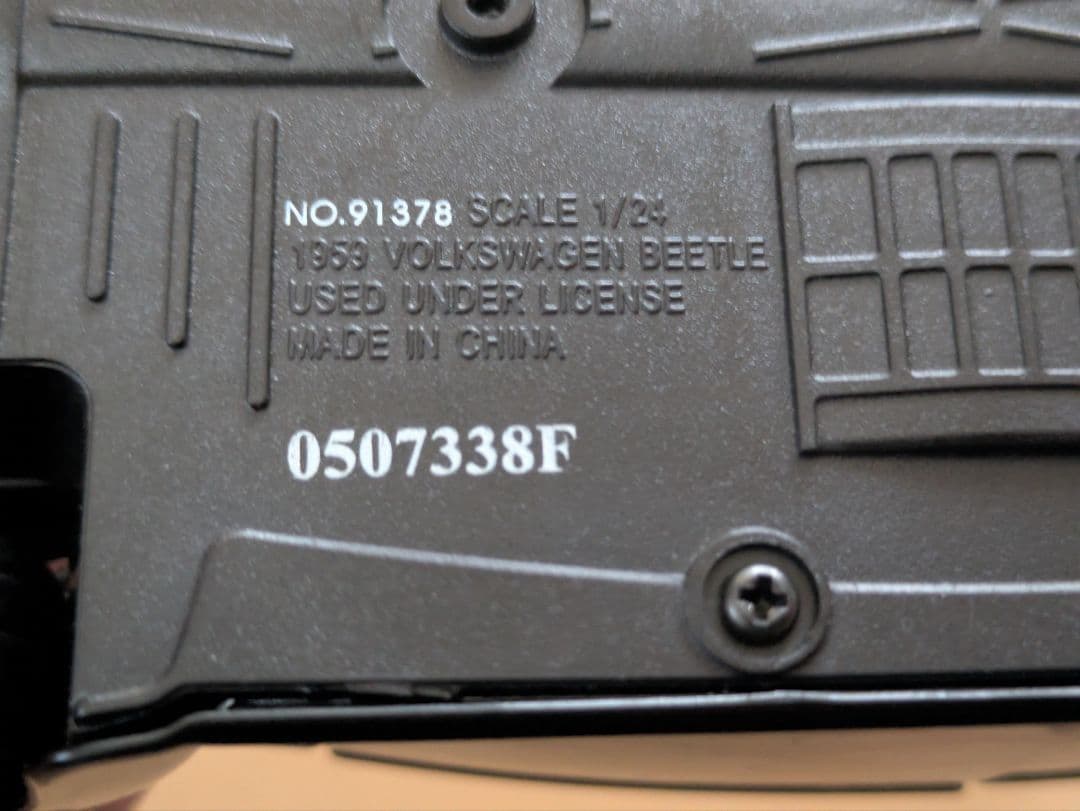 NO.91378 SCALE 1/24
1959 VOLKSWAGEN BEETLE
USED UNDER LICENSE
MADE IN CHINA
0507338F